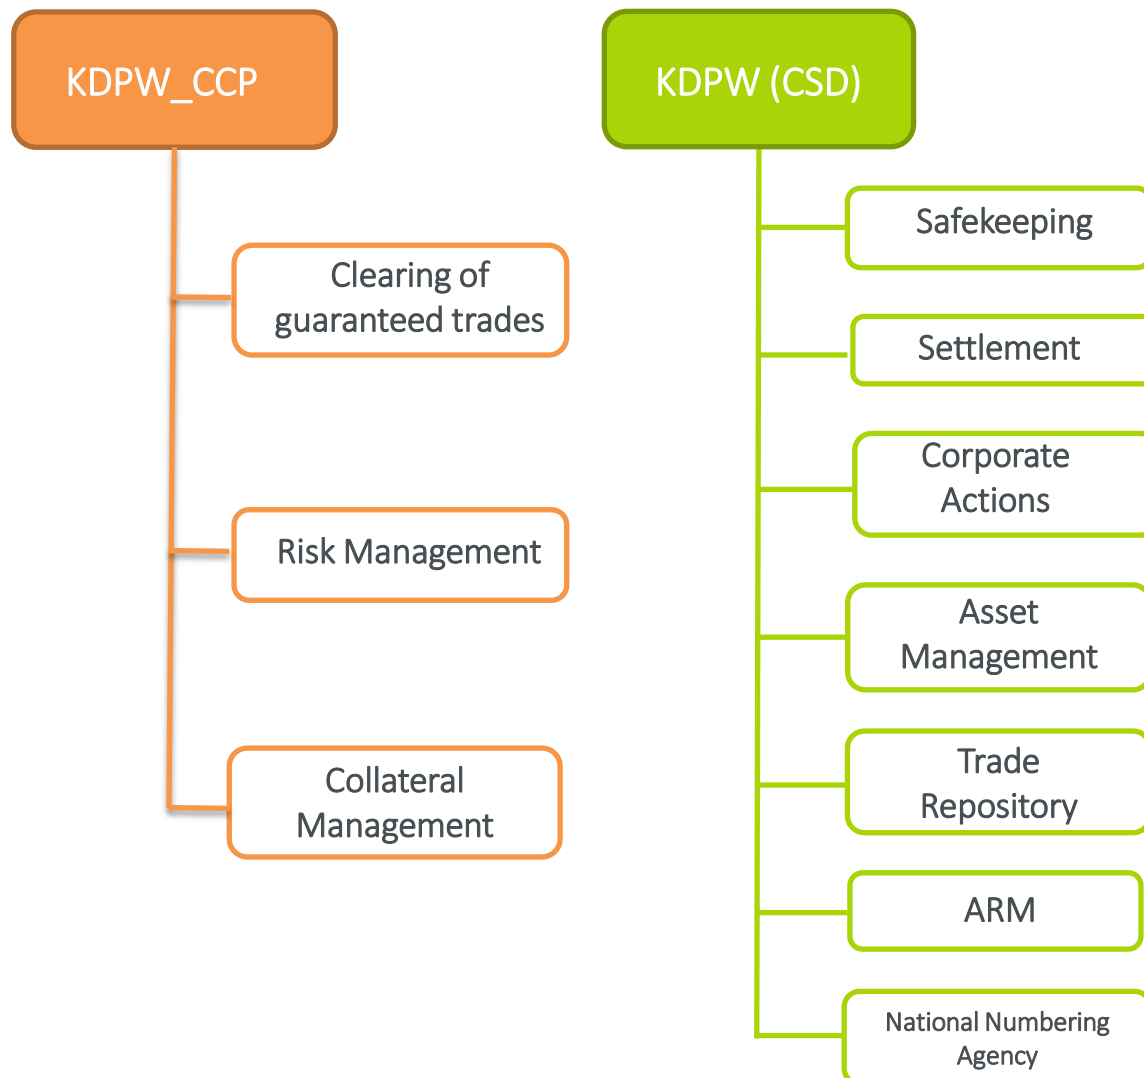 KDPW_CCP
Clearing of
guaranteed trades
Risk Management
Collateral
Management
KDPW (CSD)
Safekeeping
Settlement
Corporate
Actions
Asset
Management
Trade
Repository
ARM
National Numbering
Agency